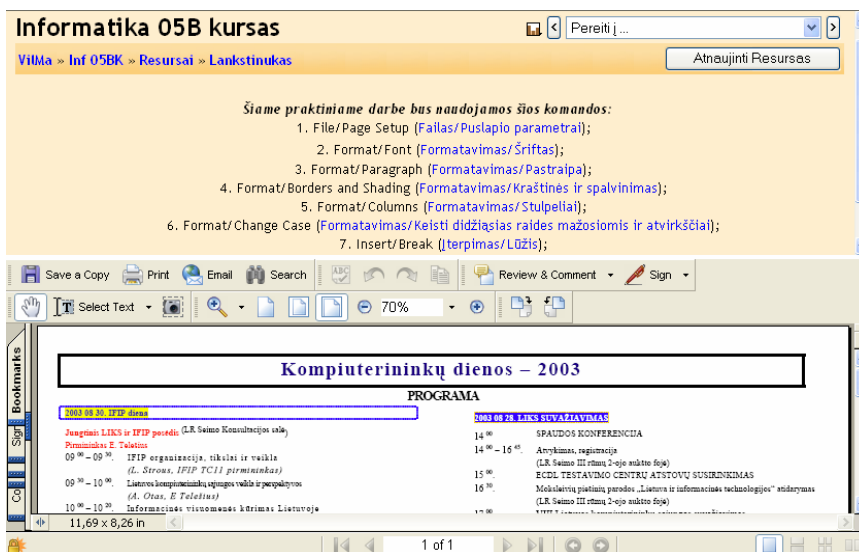 Informatika 05B kursas
Pereiti į ...
VilMa » Inf 05BK » Resursai » Lankstinukas
Atnaujinti Resursas
Šiame praktiniame darbe bus naudojamos šios komandos:
1. File/Page Setup (Failas/Puslapio parametrai);
2. Format/Font (Formatavimas/Šriftas);
3. Format/Paragraph (Formatavimas/Pastraipa);
4. Format/Borders and Shading (Formatavimas/Kraštinės ir spalvinimas);
5. Format/Columns (Formatavimas/Stulpeliai);
6. Format/Change Case (Formatavimas/Keisti didžiąsias raides mažosiomis ir atvirkščiai);
7. Insert/Break (Įterpimas/Lūžis);
Save a Copy Print Email Search Review & Comment Sign
Select Text 70%
Bookmarks
Sign
Co
Kompiuterininkų dienos – 2003
PROGRAMA
2003 08 30. IFIP diena
Jungtinis LIKS ir IFIP posėdis (LR Seimo Konsultacijos salė)
Pirmininkas E. Telešius
09 00 – 09 30. IFIP organizacija, tikslai ir veikla
(L. Strous, IFIP TC11 pirmininkas)
09 30 – 10 00. Lietuvos kompiuterininkų sąjungos veikla ir perspektyvos
(A. Otas, E Telešius)
10 00 – 10 20. Informacinės visuomenės kūrimas Lietuvoje
2003 08 28. LIKS SUVAŽIAVIMAS
14 00 SPAUDOS KONFERENCIJA
14 00 – 16 45. Atvykimas, registracija
(LR Seimo III rūmų 2-ojo aukšto fojė)
15 00. ECDL TESTAVIMO CENTRŲ ATSTOVŲ SUSIRINKIMAS
16 30. Moksleivių piešinių parodos „Lietuva ir informacinės technologijos" atidarymas
(LR Seimo III rūmų 2-ojo aukšto fojė)
11,69 x 8,26 in
1 of 1